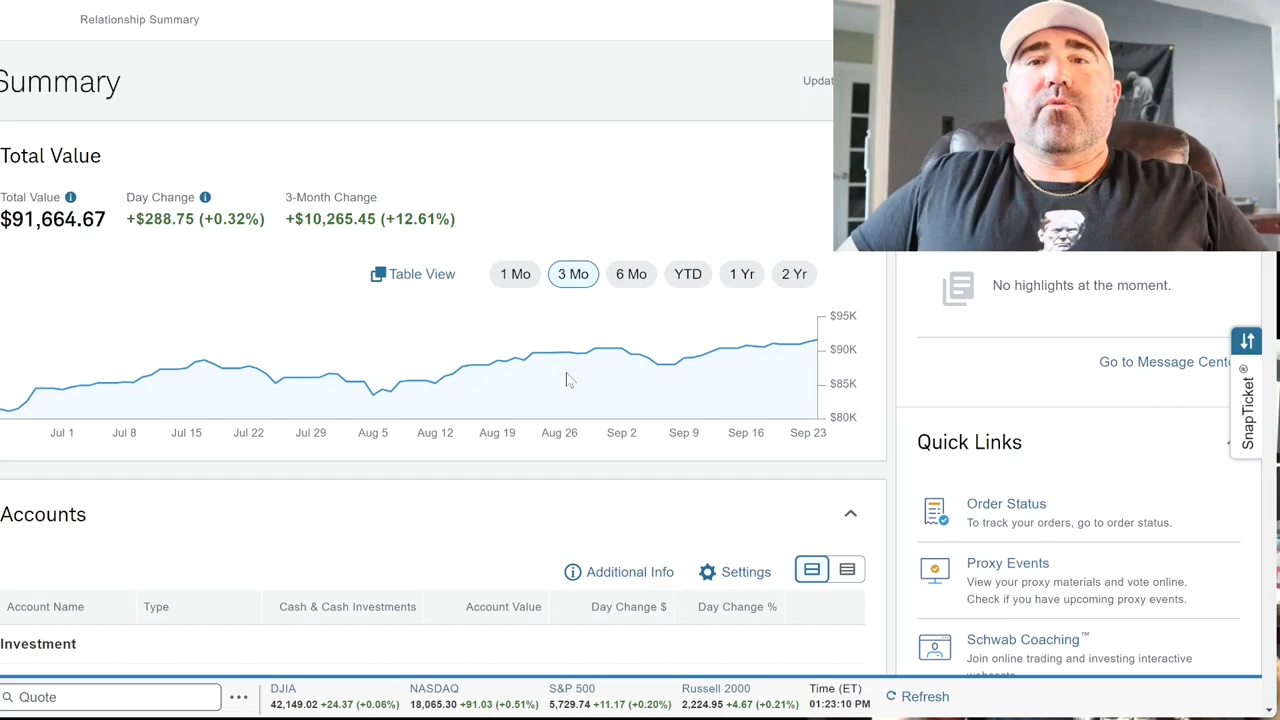 Relationship Summary
Summary
Total Value
Total Value
$91,664.67
Day Change
+$288.75 (+0.32%)
3-Month Change
+$10,265.45 (+12.61%)
Table View
1 Mo
3 Mo
6 Mo
YTD
1 Yr
2 Yr
$95K
$90K
$85K
$80K
Jul 1
Jul 8
Jul 15
Jul 22
Jul 29
Aug 5
Aug 12
Aug 19
Aug 26
Sep 2
Sep 9
Sep 16
Sep 23
Accounts
Additional Info
Settings
Account Name
Type
Cash & Cash Investments
Account Value
Day Change $
Day Change %
Investment
No highlights at the moment.
Go to Message
SnapTicket®
Quick Links
Order Status
To track your orders, go to order status.
Proxy Events
View your proxy materials and vote online.
Check if you have upcoming proxy events.
Schwab Coaching™
Join online trading and investing interactive
Quote
DJIA
42,149.02 +24.37 (+0.06%)
NASDAQ
18,065.30 +91.03 (+0.51%)
S&P 500
5,729.74 +11.17 (+0.20%)
Russell 2000
2,224.95 +4.67 (+0.21%)
Time (ET)
01:23:10 PM
Refresh